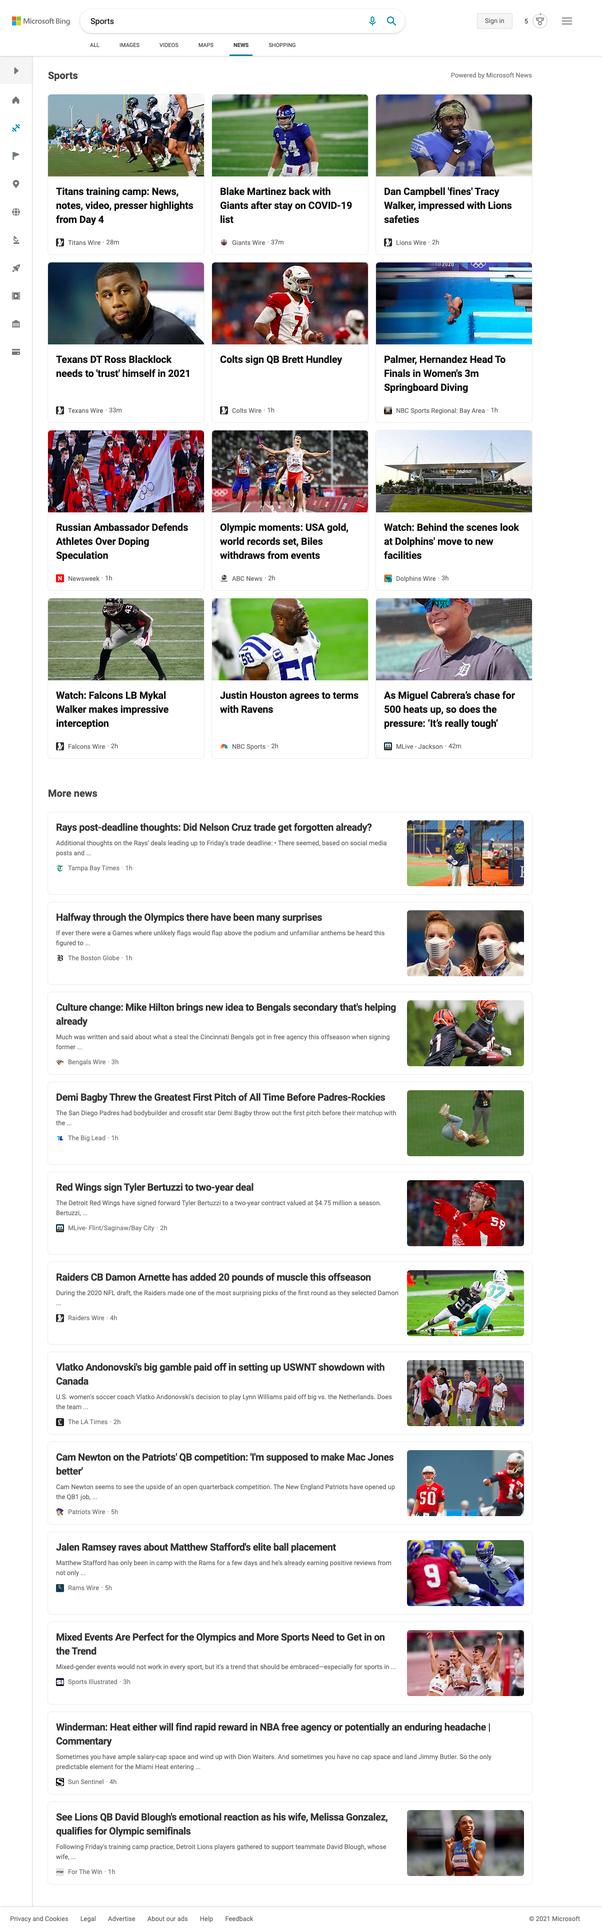 Microsoft Bing
Sports
Sign in
5
ALL
IMAGES
VIDEOS
MAPS
NEWS
SHOPPING
Sports
Powered by Microsoft News
Titans training camp: News,
notes, video, presser highlights
from Day 4
Titans Wire · 28m
Blake Martinez back with
Giants after stay on COVID-19
list
Giants Wire · 37m
Dan Campbell 'fines' Tracy
Walker, impressed with Lions
safeties
Lions Wire · 2h
Texans DT Ross Blacklock
needs to 'trust' himself in 2021
Texans Wire · 33m
Colts sign QB Brett Hundley
Colts Wire · 1h
Palmer, Hernandez Head To
Finals in Women's 3m
Springboard Diving
NBC Sports Regional: Bay Area · 1h
Russian Ambassador Defends
Athletes Over Doping
Speculation
Newsweek · 1h
Olympic moments: USA gold,
world records set, Biles
withdraws from events
ABC News · 2h
Watch: Behind the scenes look
at Dolphins' move to new
facilities
Dolphins Wire · 3h
Watch: Falcons LB Mykal
Walker makes impressive
interception
Falcons Wire · 2h
Justin Houston agrees to terms
with Ravens
NBC Sports · 2h
As Miguel Cabrera's chase for
500 heats up, so does the
pressure: 'It's really tough'
MLive - Jackson · 42m
More news
Rays post-deadline thoughts: Did Nelson Cruz trade get forgotten already?
Additional thoughts on the Rays' deals leading up to Friday's trade deadline: • There seemed, based on social media
posts and ...
Tampa Bay Times · 1h
Halfway through the Olympics there have been many surprises
If ever there were a Games where unlikely flags would flap above the podium and unfamiliar anthems be heard this
figured to ...
The Boston Globe · 1h
Culture change: Mike Hilton brings new idea to Bengals secondary that's helping
already
Much was written and said about what a steal the Cincinnati Bengals got in free agency this offseason when signing
former ...
Bengals Wire · 3h
Demi Bagby Threw the Greatest First Pitch of All Time Before Padres-Rockies
The San Diego Padres had bodybuilder and crossfit star Demi Bagby throw out the first pitch before their matchup with
the ...
The Big Lead · 1h
Red Wings sign Tyler Bertuzzi to two-year deal
The Detroit Red Wings have signed forward Tyler Bertuzzi to a two-year contract valued at $4.75 million a season.
Bertuzzi, ...
MLive- Flint/Saginaw/Bay City · 2h
Raiders CB Damon Arnette has added 20 pounds of muscle this offseason
During the 2020 NFL draft, the Raiders made one of the most surprising picks of the first round as they selected Damon
...
Raiders Wire · 4h
Vlatko Andonovski's big gamble paid off in setting up USWNT showdown with
Canada
U.S. women's soccer coach Vlatko Andonovski's decision to play Lynn Williams paid off big vs. the Netherlands. Does
the team ...
The LA Times · 2h
Cam Newton on the Patriots' QB competition: 'I'm supposed to make Mac Jones
better'
Cam Newton seems to see the upside of an open quarterback competition. The New England Patriots have opened up
the QB1 job, ...
Patriots Wire · 5h
Jalen Ramsey raves about Matthew Stafford's elite ball placement
Matthew Stafford has only been in camp with the Rams for a few days and he's already earning positive reviews from
not only ...
Rams Wire · 5h
Mixed Events Are Perfect for the Olympics and More Sports Need to Get in on
the Trend
Mixed-gender events would not work in every sport, but it's a trend that should be embraced—especially for sports in ...
Sports Illustrated · 3h
Winderman: Heat either will find rapid reward in NBA free agency or potentially an enduring headache |
Commentary
Sometimes you have ample salary-cap space and wind up with Dion Waiters. And sometimes you have no cap space and land Jimmy Butler. So the only
predictable element for the Miami Heat entering ...
Sun Sentinel · 4h
See Lions QB David Blough's emotional reaction as his wife, Melissa Gonzalez,
qualifies for Olympic semifinals
Following Friday's training camp practice, Detroit Lions players gathered to support teammate David Blough, whose
wife, ...
For The Win · 1h
Privacy and Cookies
Legal
Advertise
About our ads
Help
Feedback
© 2021 Microsoft